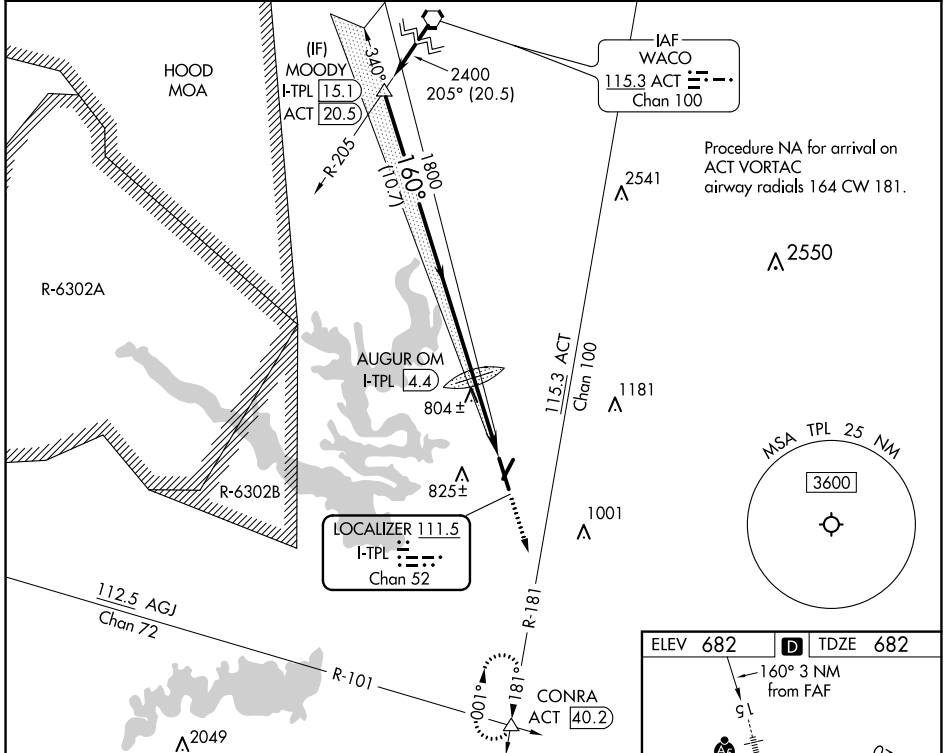 HOOD
MOA
(IF)
MOODY
I-TPL 15.1
ACT 20.5
340°
2400
205° (20.5)
IAF
WACO
115.3 ACT
Chan 100
R-205
160°
(10.7)
1800
Procedure NA for arrival on
ACT VORTAC
airway radials 164 CW 181.
2541
2550
R-6302A
AUGUR OM
I-TPL 4.4
804±
115.3 ACT
Chan 100
1181
MSA TPL 25 NM
3600
825±
R-6302B
1001
LOCALIZER 111.5
I-TPL
Chan 52
112.5 AGJ
Chan 72
R-181
R-101
001°
181°
CONRA
ACT 40.2
2049
ELEV 682 D TDZE 682
160° 3 NM
from FAF
15